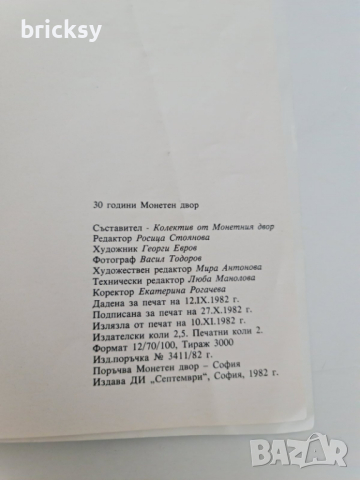 bricksy
30 години Монетен двор
Съставител - Колектив от Монетния двор
Редактор Росица Стоянова
Художник Георги Евров
Фотограф Васил Тодоров
Художествен редактор Мира Антонова
Технически редактор Люба Манолова
Коректор Екатерина Рогачева
Дадена за печат на 12.IX.1982 г.
Подписана за печат на 27.X.1982 г.
Излязла от печат на 10.XI.1982 г.
Издателски коли 2,5. Печатни коли 2.
Формат 12/70/100, Тираж 3000
Изд.поръчка № 3411/82 г.
Поръчва Монетен двор – София
Издава ДИ „Септември", София, 1982 г.
BAZAR